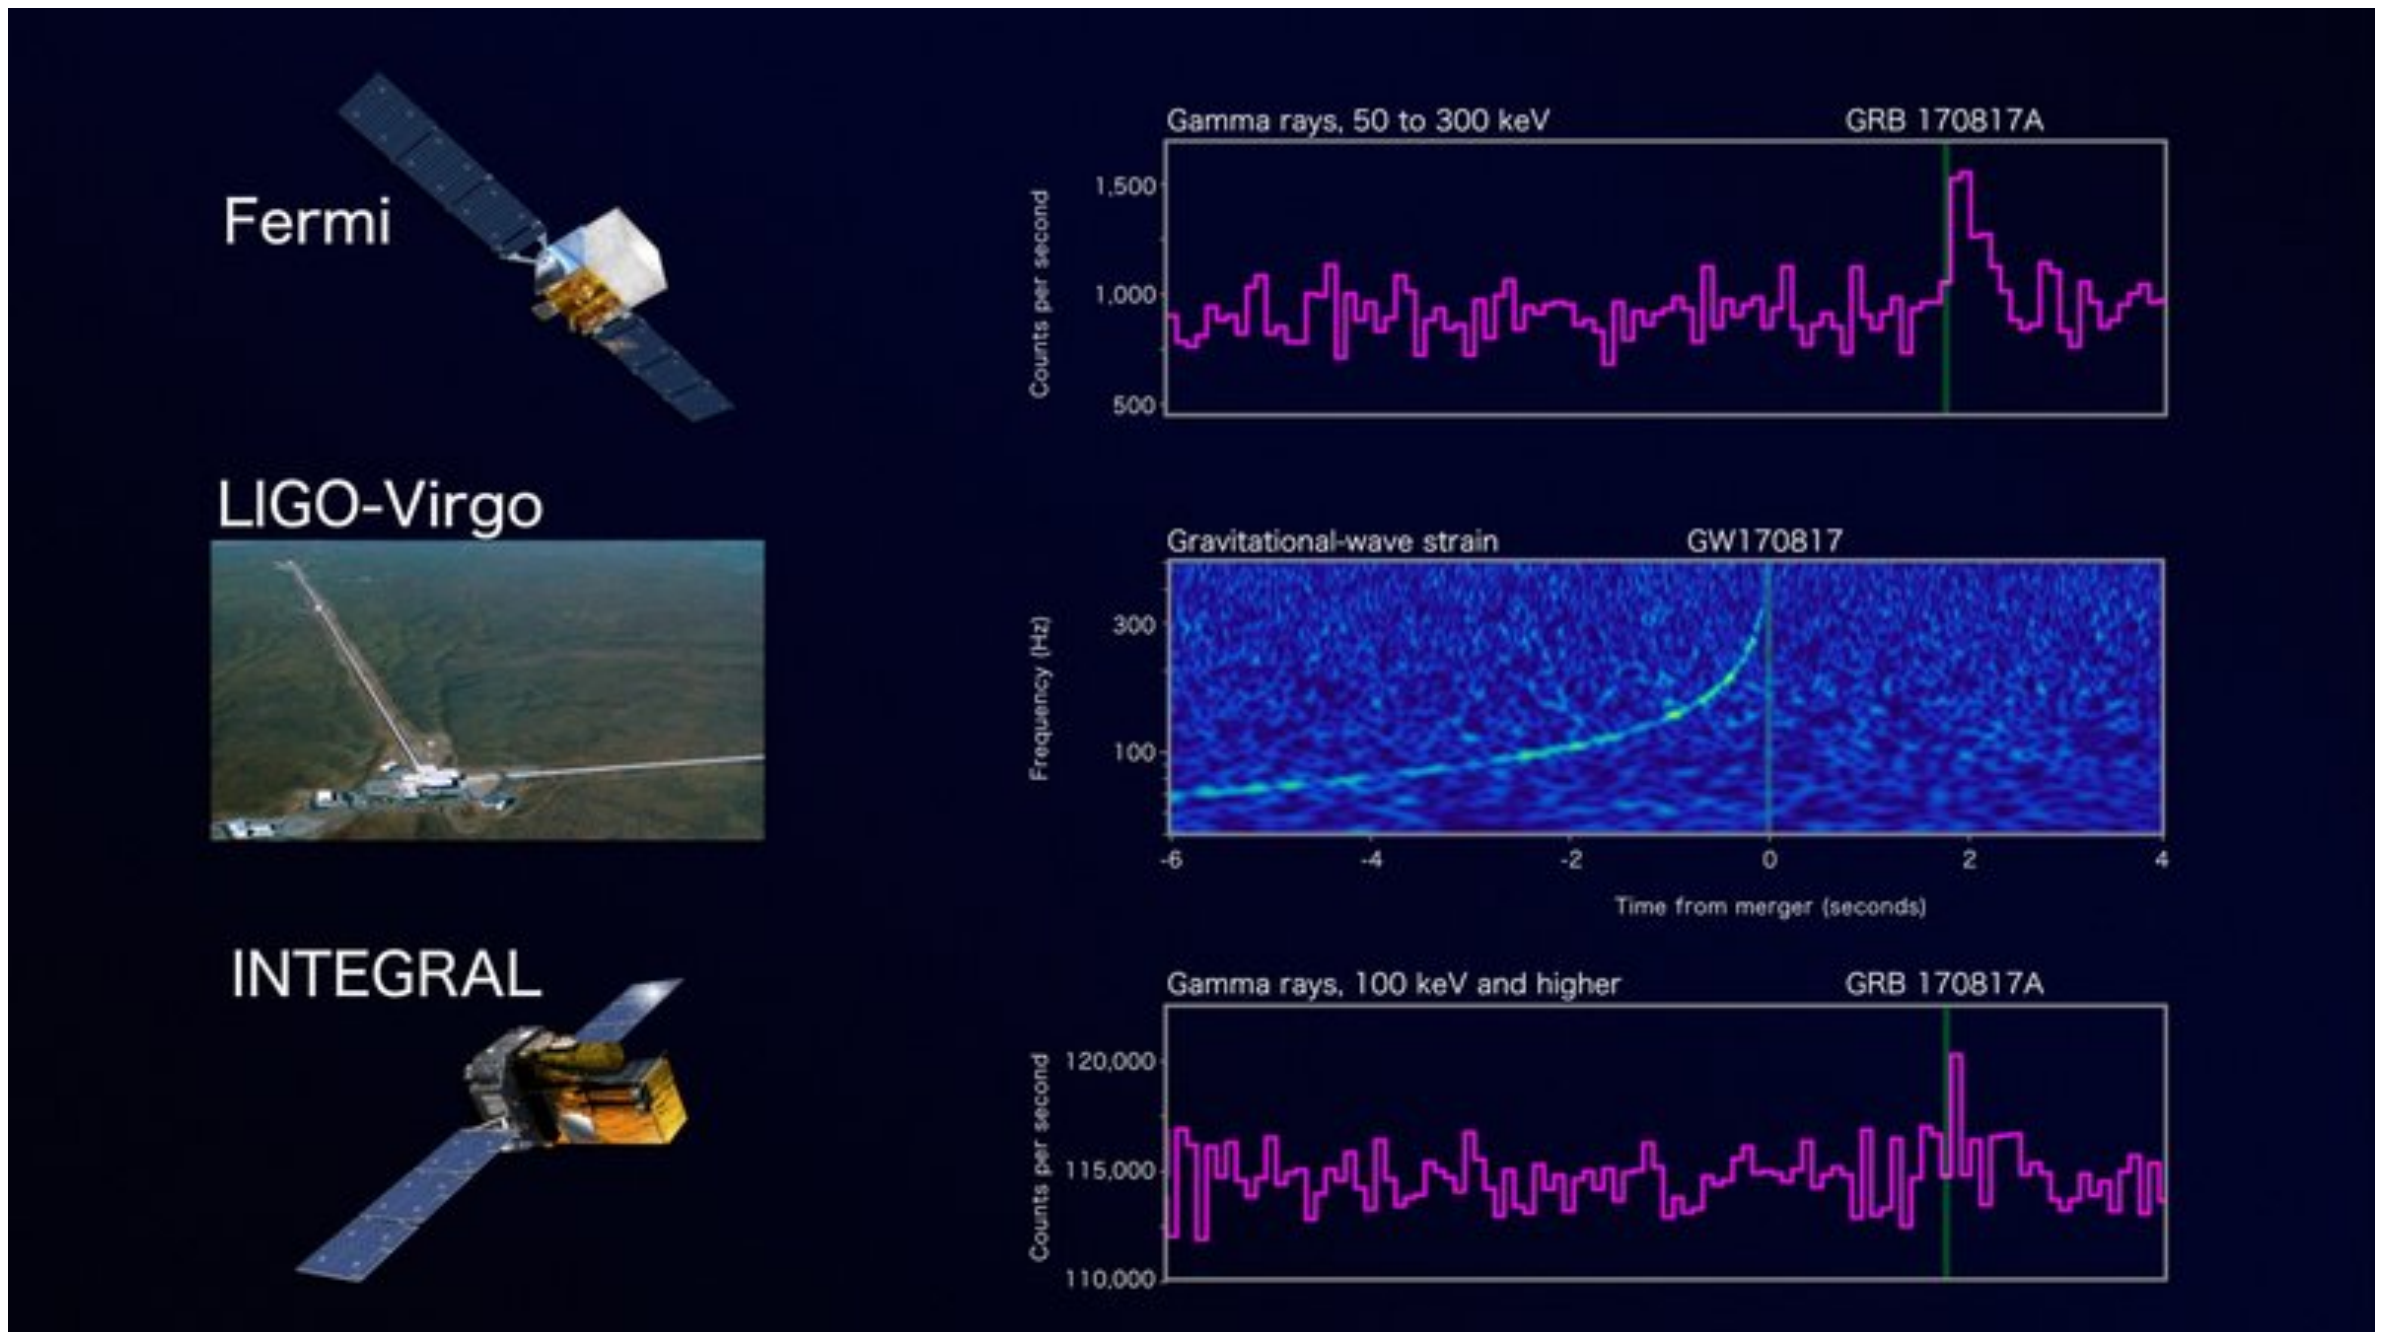 Fermi
Gamma rays, 50 to 300 keV
GRB 170817A
Counts per second
1,500
1,000
500
LIGO-Virgo
Gravitational-wave strain
GW170817
Frequency (Hz)
300
100
-6 -4 -2 0 2 4
Time from merger (seconds)
INTEGRAL
Gamma rays, 100 keV and higher
GRB 170817A
Counts per second
120,000
115,000
110,000